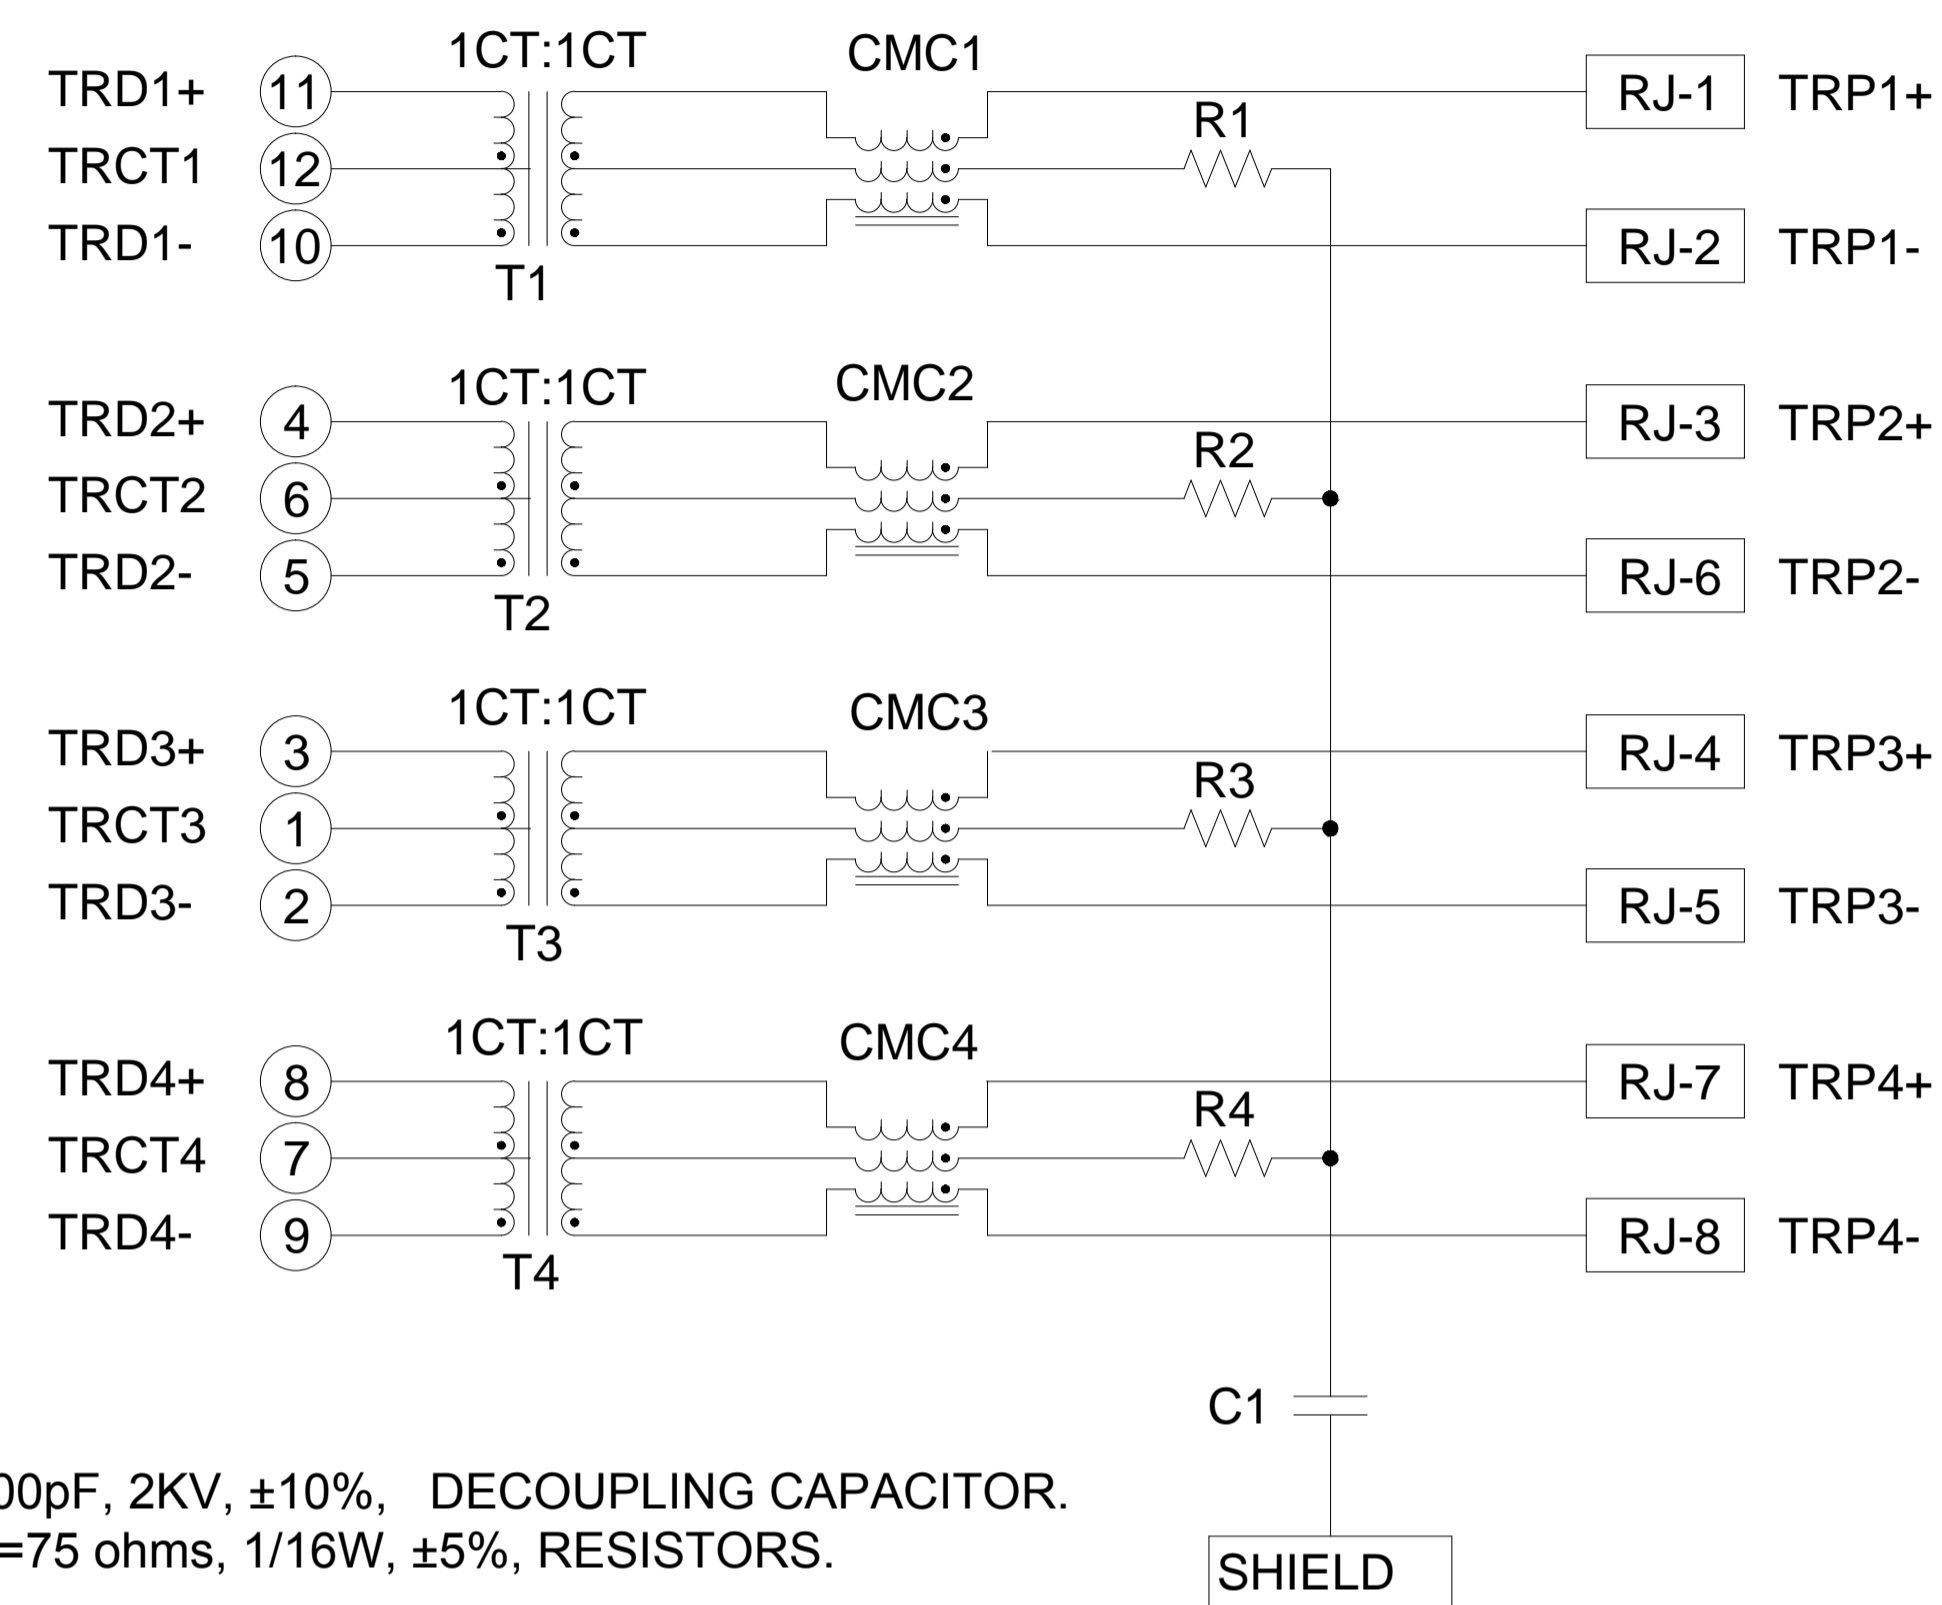 1CT:1CT CMC1
TRD1+ 11 RJ-1 TRP1+
R1
TRCT1 12
TRD1- 10 RJ-2 TRP1-
T1
1CT:1CT CMC2
TRD2+ 4 RJ-3 TRP2+
R2
TRCT2 6
TRD2- 5 RJ-6 TRP2-
T2
1CT:1CT CMC3
TRD3+ 3 RJ-4 TRP3+
R3
TRCT3 1
TRD3- 2 RJ-5 TRP3-
T3
1CT:1CT CMC4
TRD4+ 8 RJ-7 TRP4+
R4
TRCT4 7
TRD4- 9 RJ-8 TRP4-
T4
C1
00pF, 2KV, ±10%, DECOUPLING CAPACITOR.
=75 ohms, 1/16W, ±5%, RESISTORS.
SHIELD